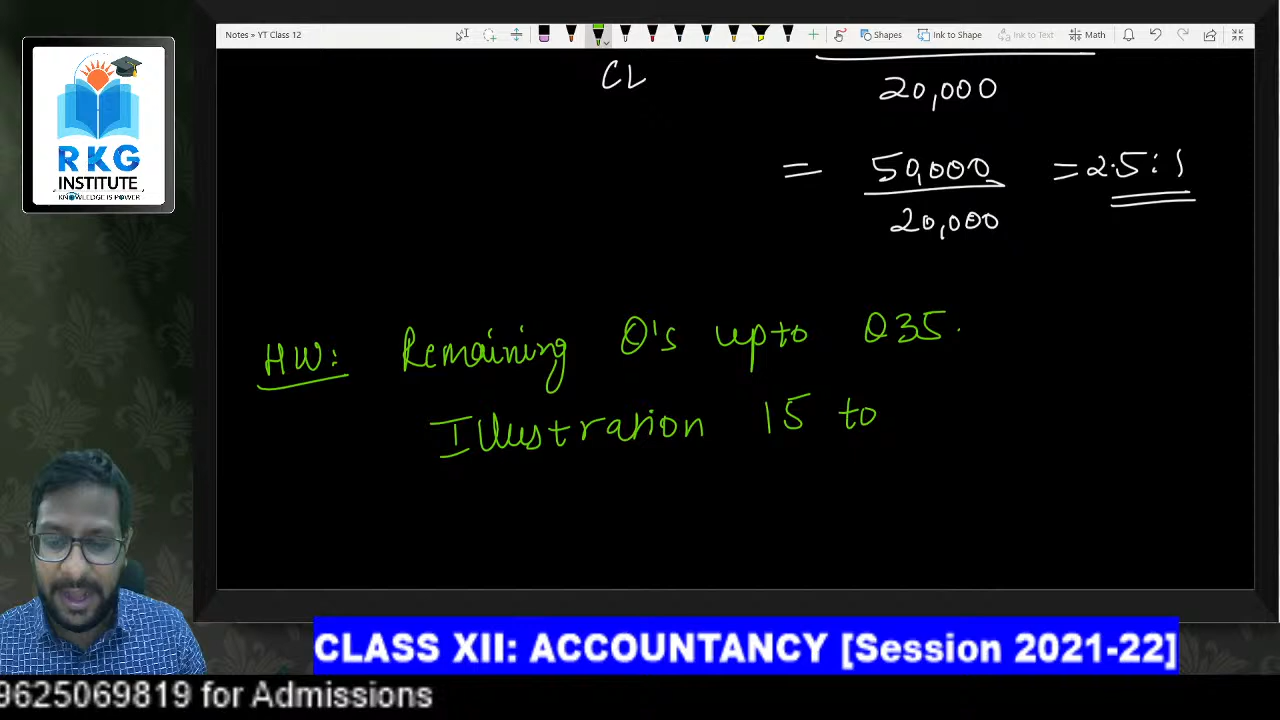 Notes » YT Class 12
Shapes
Ink to Shape
Ink to Text
Math
RKG
INSTITUTE
KNOWLEDGE IS POWER
CL
20,000
= 50,000 = 2.5 : 1
20,000
HW: Remaining Q's upto Q35.
Illustration 15 to
CLASS XII: ACCOUNTANCY [Session 2021-22]
9625069819 for Admissions